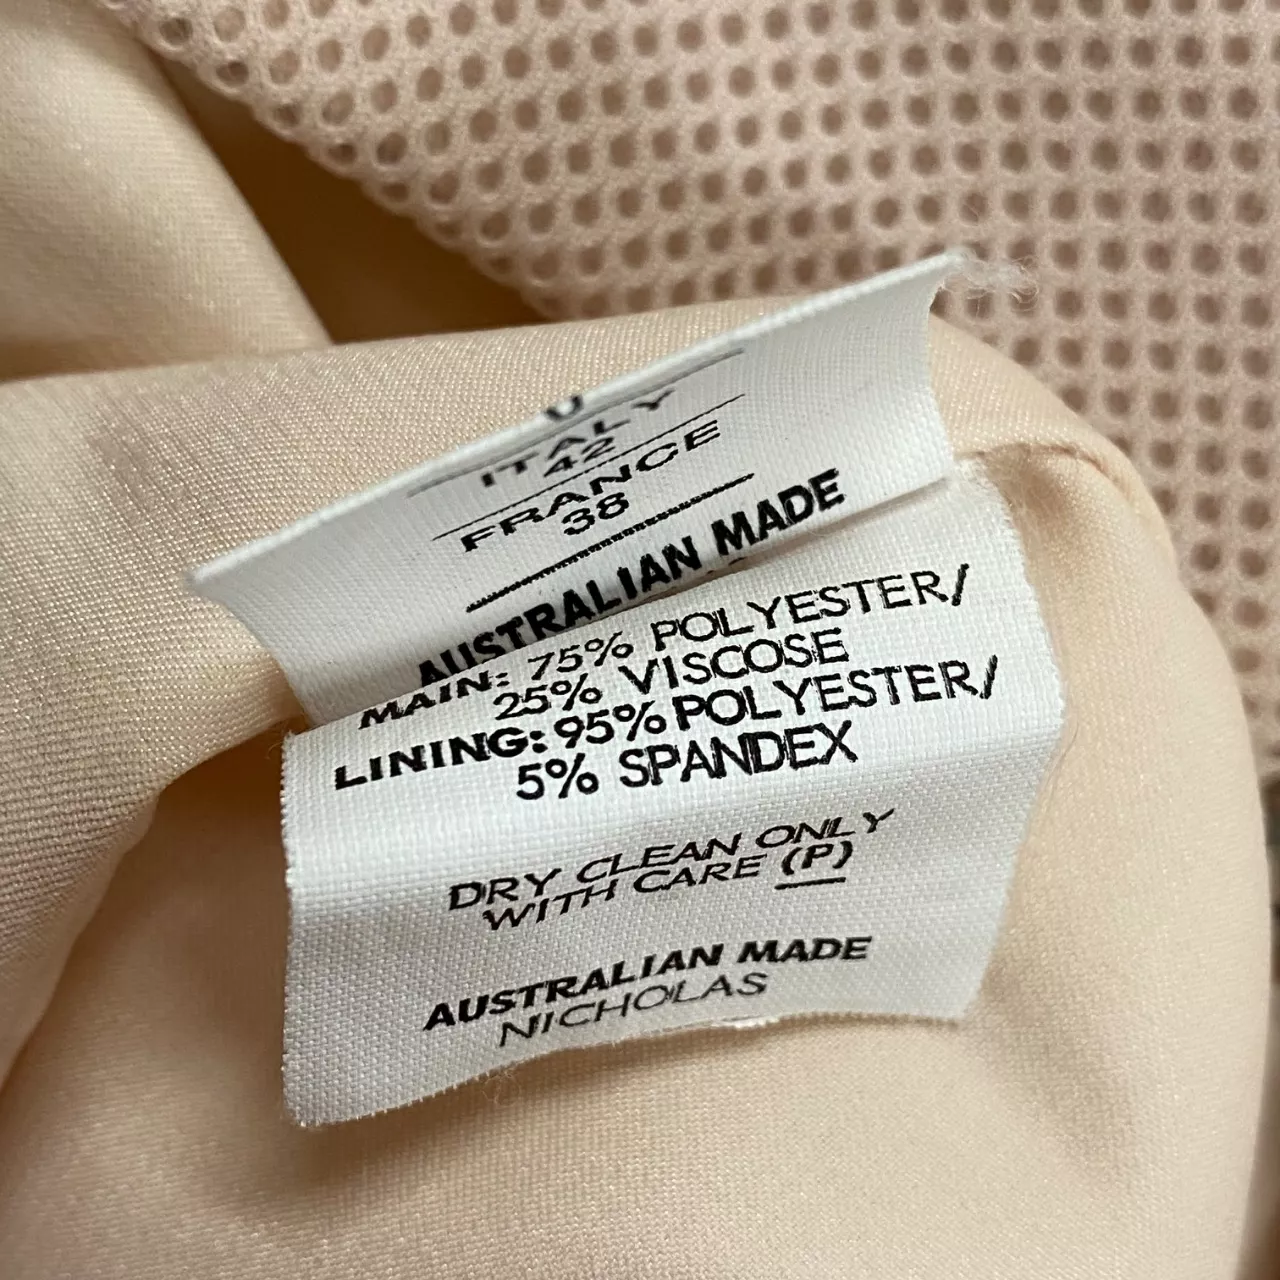 ITALY
42
FRANCE
38
AUSTRALIAN MADE
MAIN: 75% POLYESTER/
25% VISCOSE
LINING: 95% POLYESTER/
5% SPANDEX
DRY CLEAN ONLY
WITH CARE (P)
AUSTRALIAN MADE
NICHOLAS